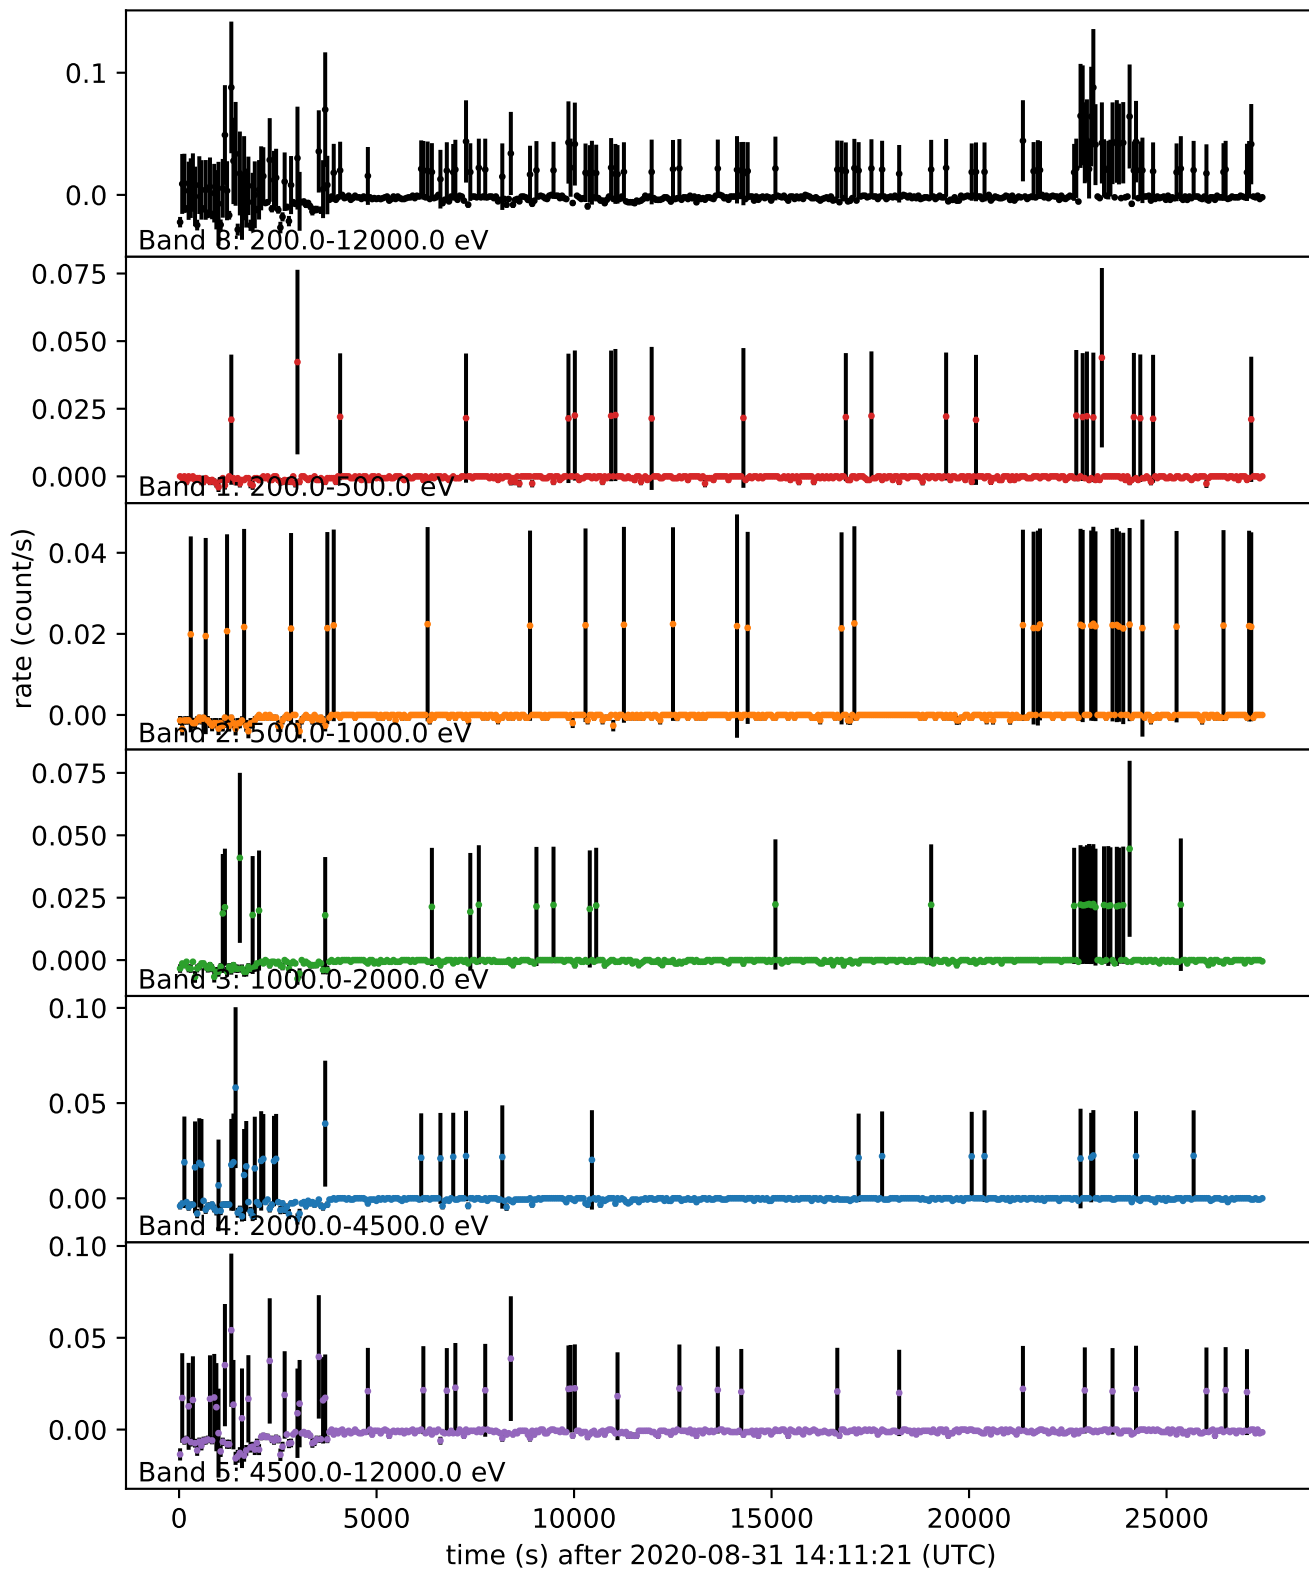 0.1
0.0
Band 8: 200.0-12000.0 eV
0.075
0.050
0.025
0.000
Band 1: 200.0-500.0 eV
rate (count/s)
0.04
0.02
0.00
Band 2: 500.0-1000.0 eV
0.075
0.050
0.025
0.000
Band 3: 1000.0-2000.0 eV
0.10
0.05
0.00
Band 4: 2000.0-4500.0 eV
0.10
0.05
0.00
Band 5: 4500.0-12000.0 eV
0 5000 10000 15000 20000 25000
time (s) after 2020-08-31 14:11:21 (UTC)